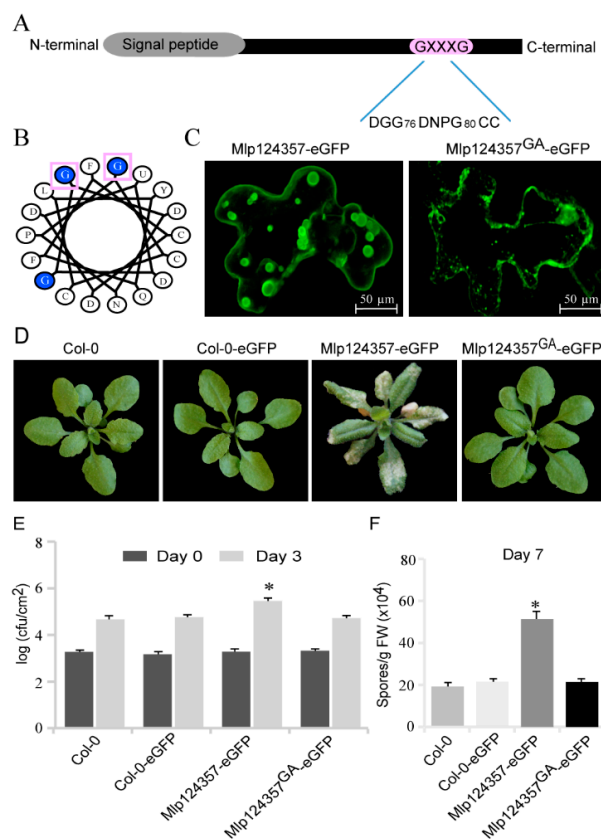 A
N-terminal Signal peptide GXXXG C-terminal
DGG76DNPG80CC
B
G F G U Y D C C D Q N D C G F P D L
C
Mlp124357-eGFP Mlp124357GA-eGFP
50 µm 50 µm
D
Col-0 Col-0-eGFP Mlp124357-eGFP Mlp124357GA-eGFP
E
8
6
4
2
0
log (cfu/cm2)
Day 0 Day 3
*
Col-0 Col-0-eGFP Mlp124357-eGFP Mlp124357GA-eGFP
F
Day 7
80
60
40
20
0
Spores/g FW (x104)
*
Col-0 Col-0-eGFP Mlp124357-eGFP Mlp124357GA-eGFP